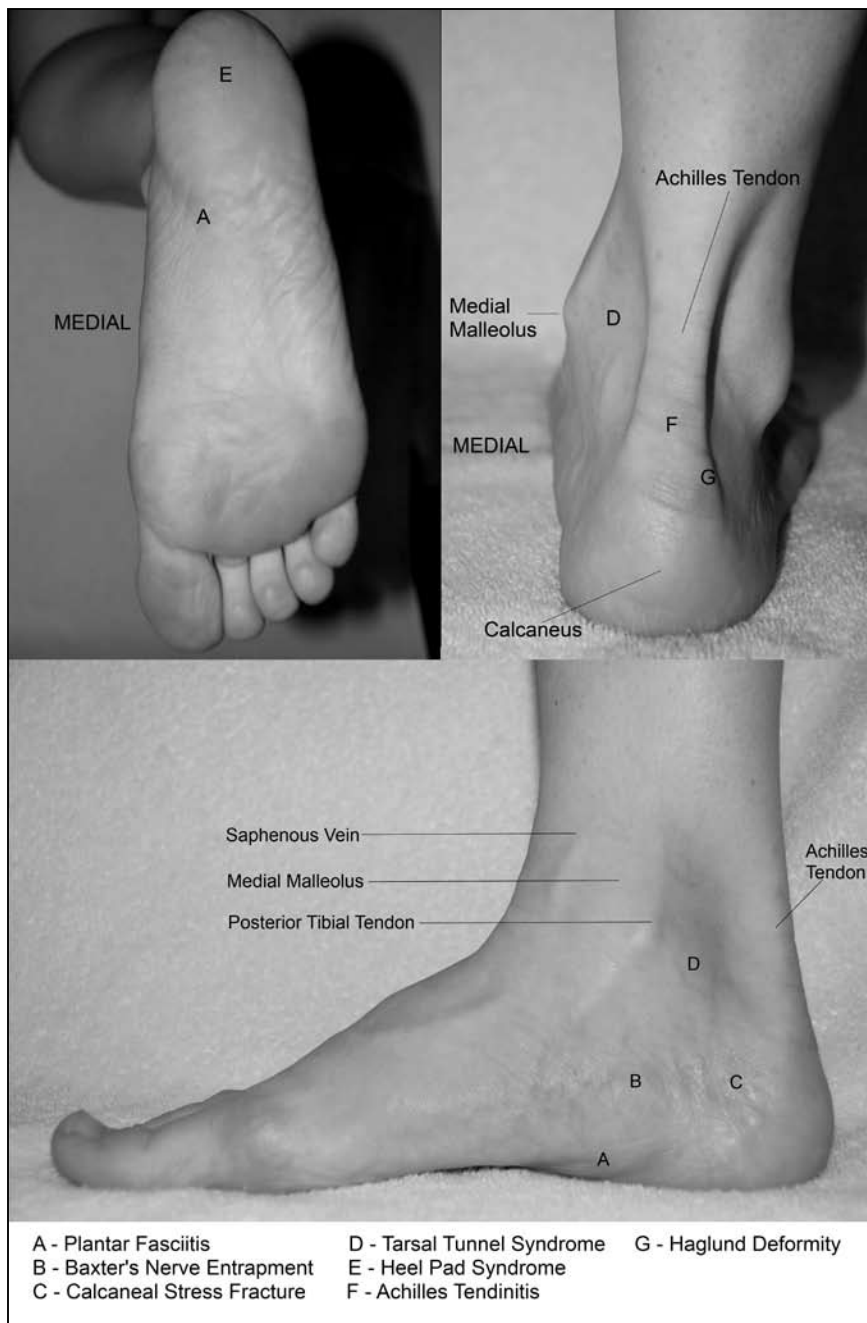 E
A
MEDIAL
Achilles Tendon
Medial
Malleolus
D
F
MEDIAL
G
Calcaneus
Saphenous Vein
Medial Malleolus
Posterior Tibial Tendon
Achilles
Tendon
D
B
C
A
A - Plantar Fasciitis
B - Baxter's Nerve Entrapment
C - Calcaneal Stress Fracture
D - Tarsal Tunnel Syndrome
E - Heel Pad Syndrome
F - Achilles Tendinitis
G - Haglund Deformity